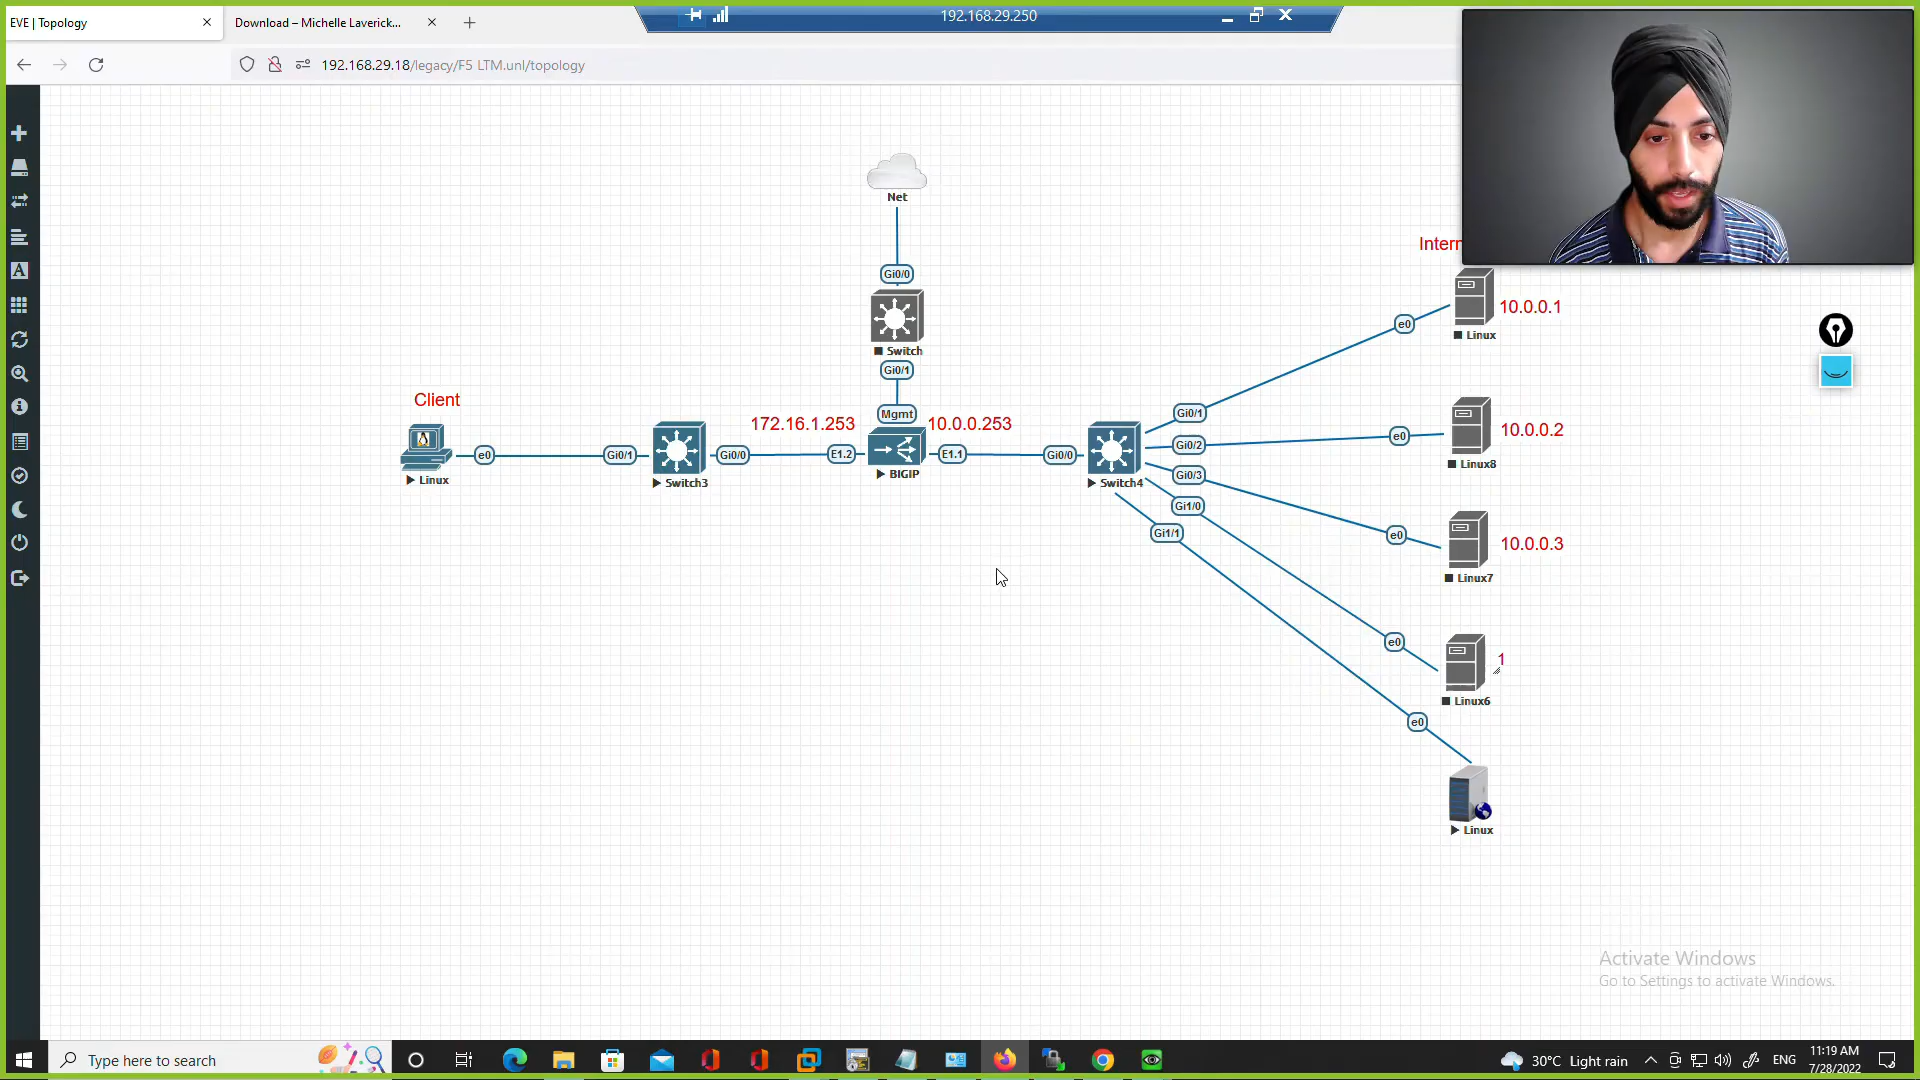 EVE | Topology
Download – Michelle Laverick...
192.168.29.250
192.168.29.18/legacy/F5 LTM.unl/topology
Net
Gi0/0
Switch
Gi0/1
Mgmt
172.16.1.253
10.0.0.253
Client
e0
Gi0/1
Gi0/0
E1.2
E1.1
Gi0/0
Linux
Switch3
BIGIP
Switch4
Gi0/1
Gi0/2
Gi0/3
Gi1/0
Gi1/1
Intern
e0
10.0.0.1
Linux
e0
10.0.0.2
Linux8
e0
10.0.0.3
Linux7
e0
1
Linux6
e0
Linux
Activate Windows
Go to Settings to activate Windows.
Type here to search
30°C Light rain
ENG
11:19 AM
7/28/2022